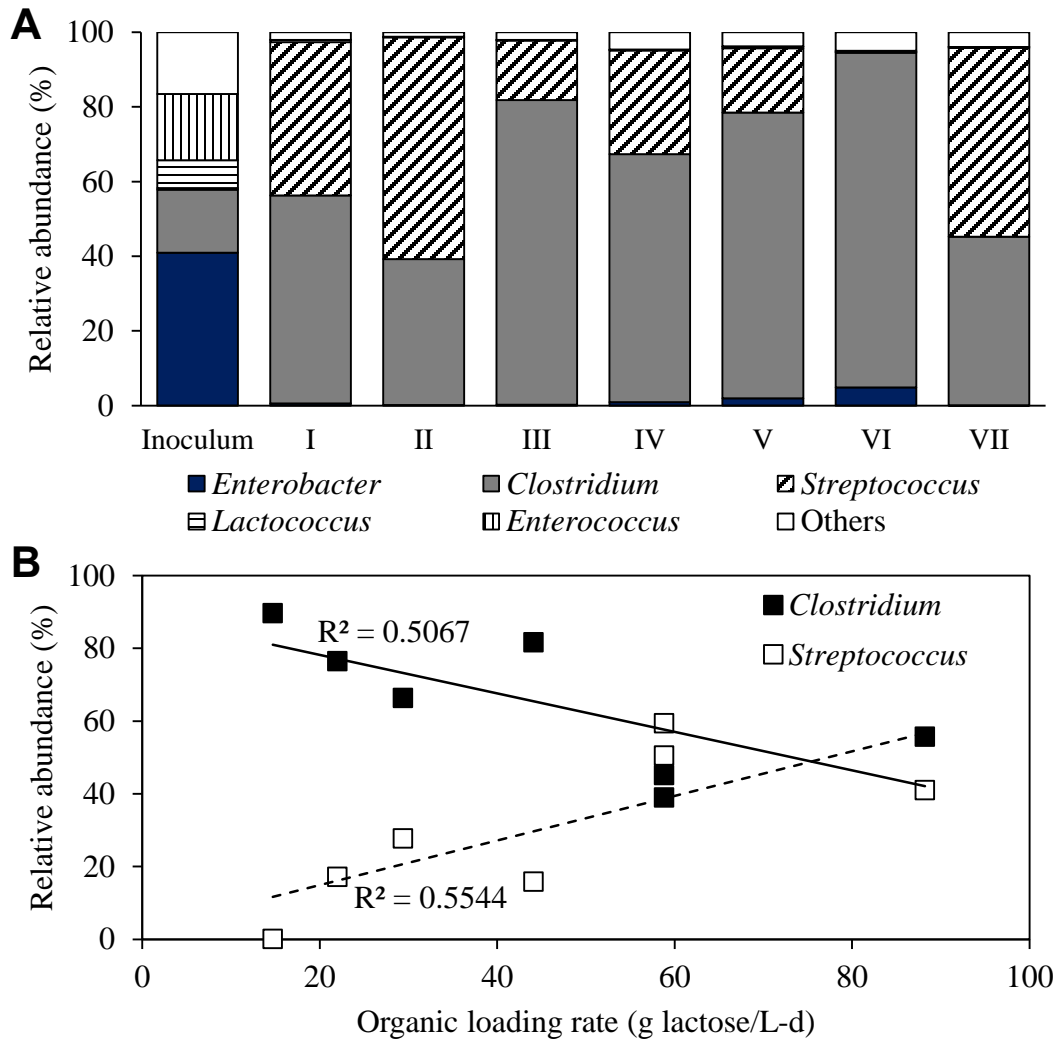 A
Relative abundance (%)
100
80
60
40
20
0
Inoculum I II III IV V VI VII
Enterobacter Clostridium Streptococcus
Lactococcus Enterococcus Others
B
Relative abundance (%)
100
80
60
40
20
0
Clostridium
Streptococcus
R² = 0.5067
R² = 0.5544
0 20 40 60 80 100
Organic loading rate (g lactose/L-d)